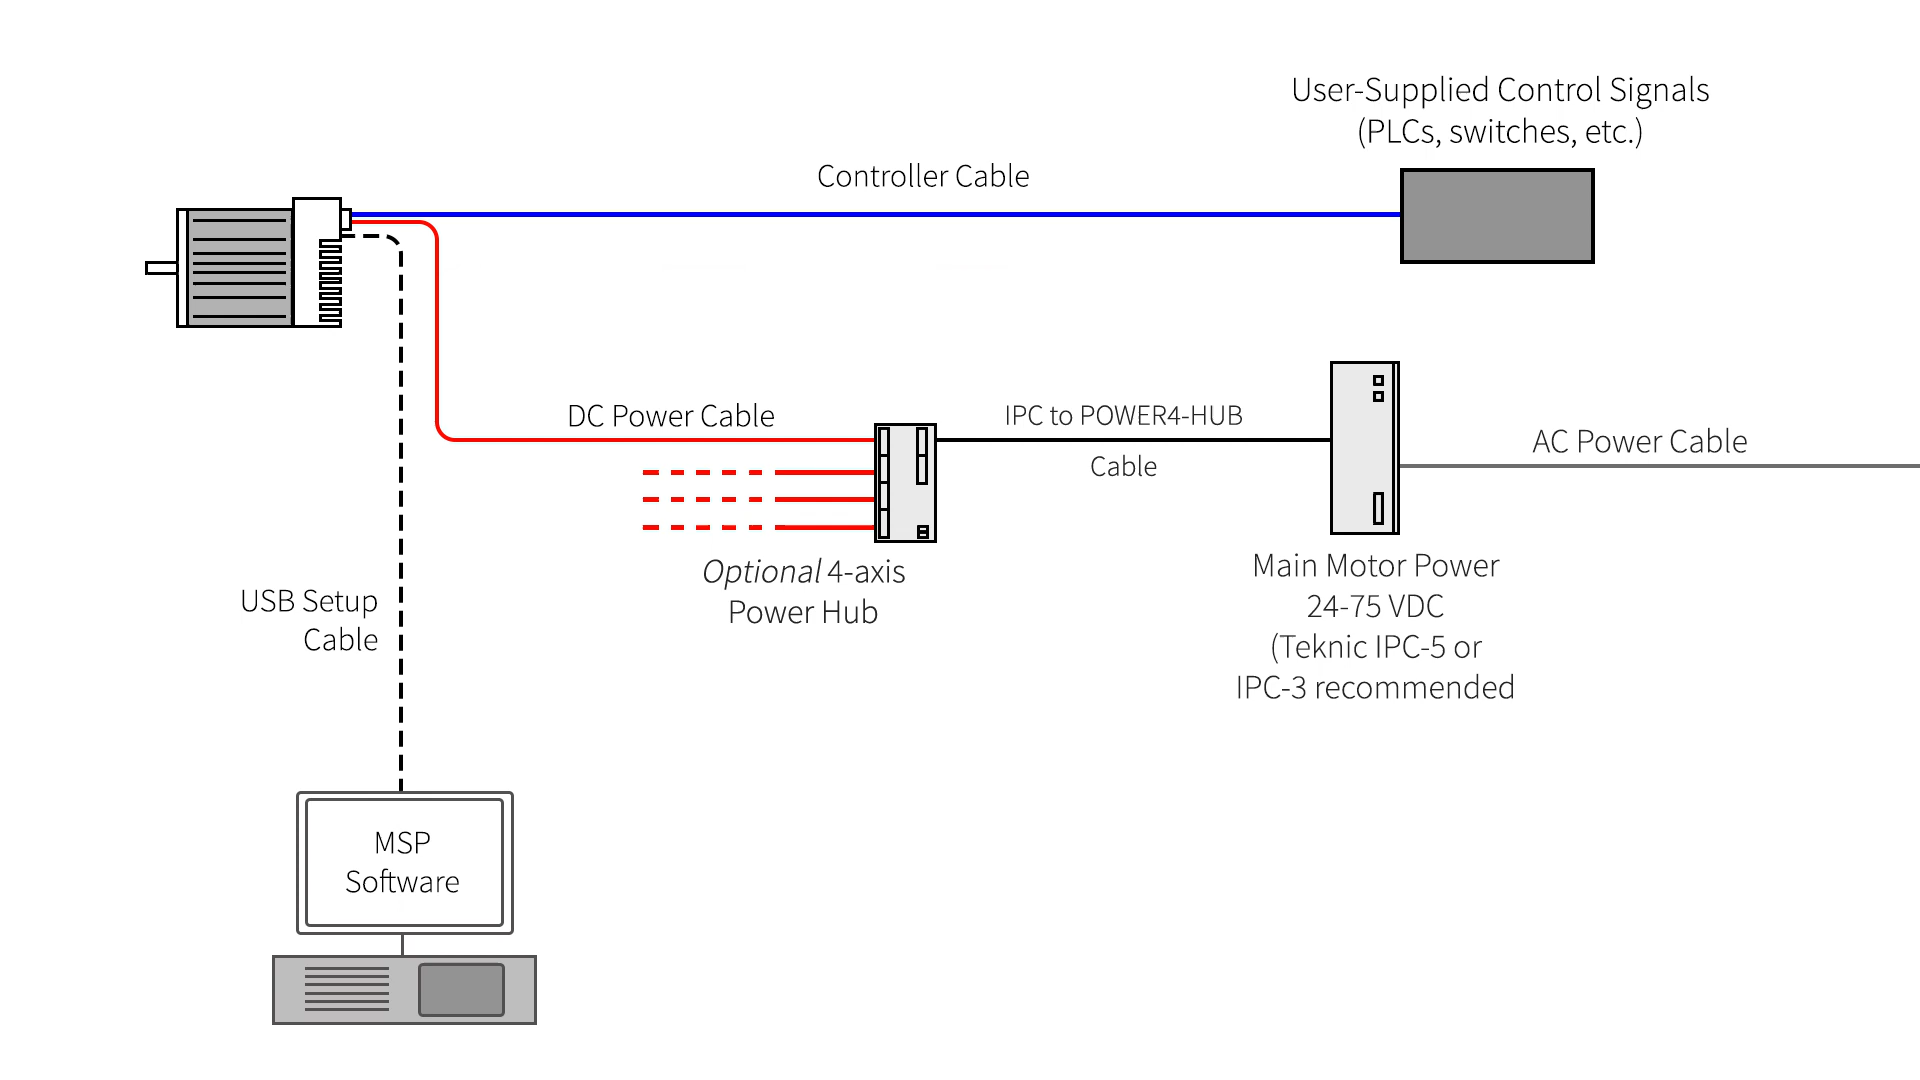 User-Supplied Control Signals
(PLCs, switches, etc.)
Controller Cable
DC Power Cable
IPC to POWER4-HUB
Cable
AC Power Cable
Optional 4-axis
Power Hub
Main Motor Power
24-75 VDC
(Teknic IPC-5 or
IPC-3 recommended
USB Setup
Cable
MSP
Software